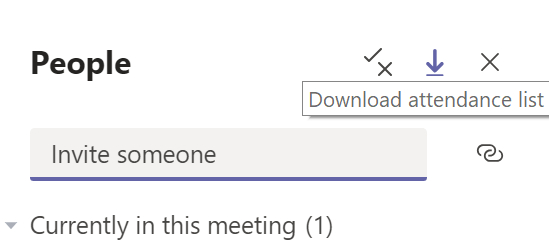 People
Download attendance list
Invite someone
Currently in this meeting (1)